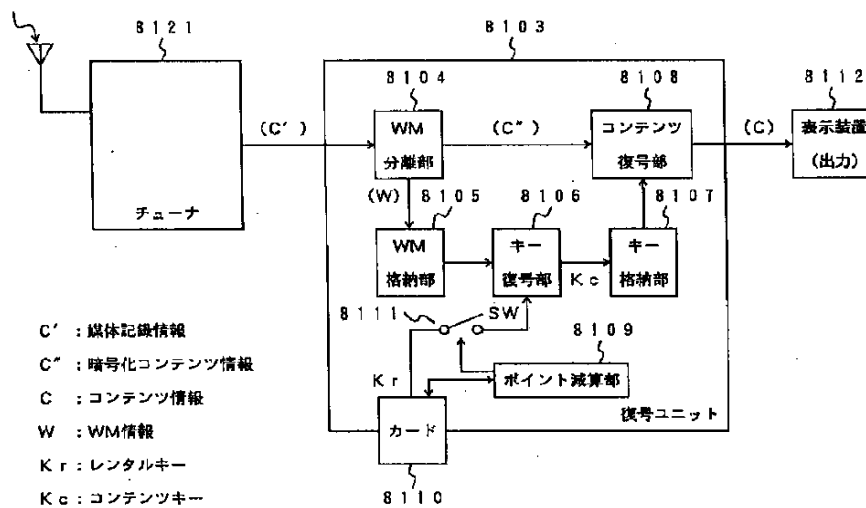 8121
8103
8104
8108
8112
(C')
WM
分離部
(C")
コンテンツ
復号部
(C)
表示装置
(出力)
チューナ
(W)
8105
8106
8107
WM
格納部
キー
復号部
Kc
キー
格納部
8111
SW
8109
Kr
ポイント減算部
復号ユニット
カード
8110
C':媒体記録情報
C":暗号化コンテンツ情報
C:コンテンツ情報
W:WM情報
Kr:レンタルキー
Kc:コンテンツキー